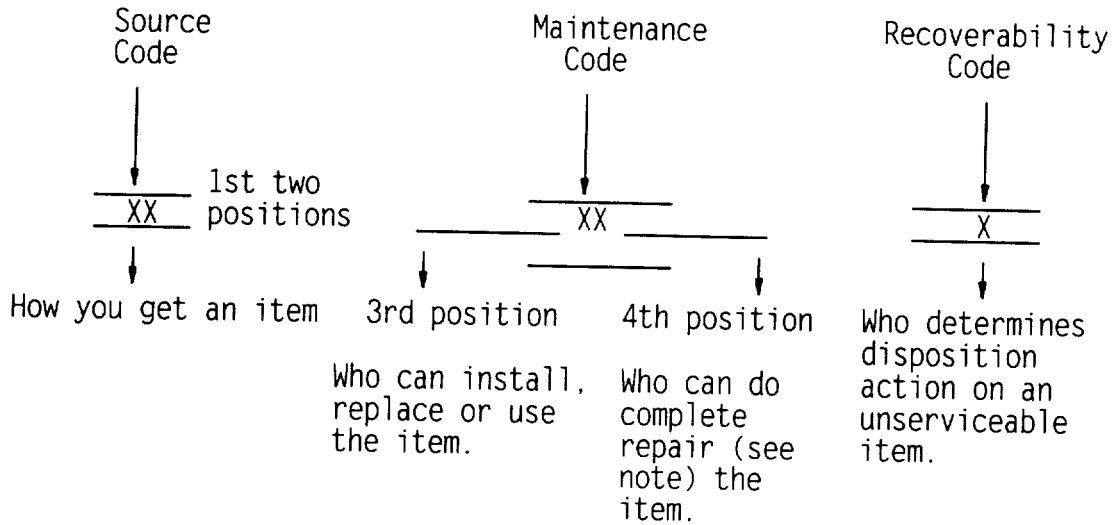 Source
Code
Maintenance
Code
Recoverability
Code
XX
1st two
positions
XX
X
How you get an item
3rd position
4th position
Who can install,
replace or use
the item.
Who can do
complete
repair (see
note) the
item.
Who determines
disposition
action on an
unserviceable
item.